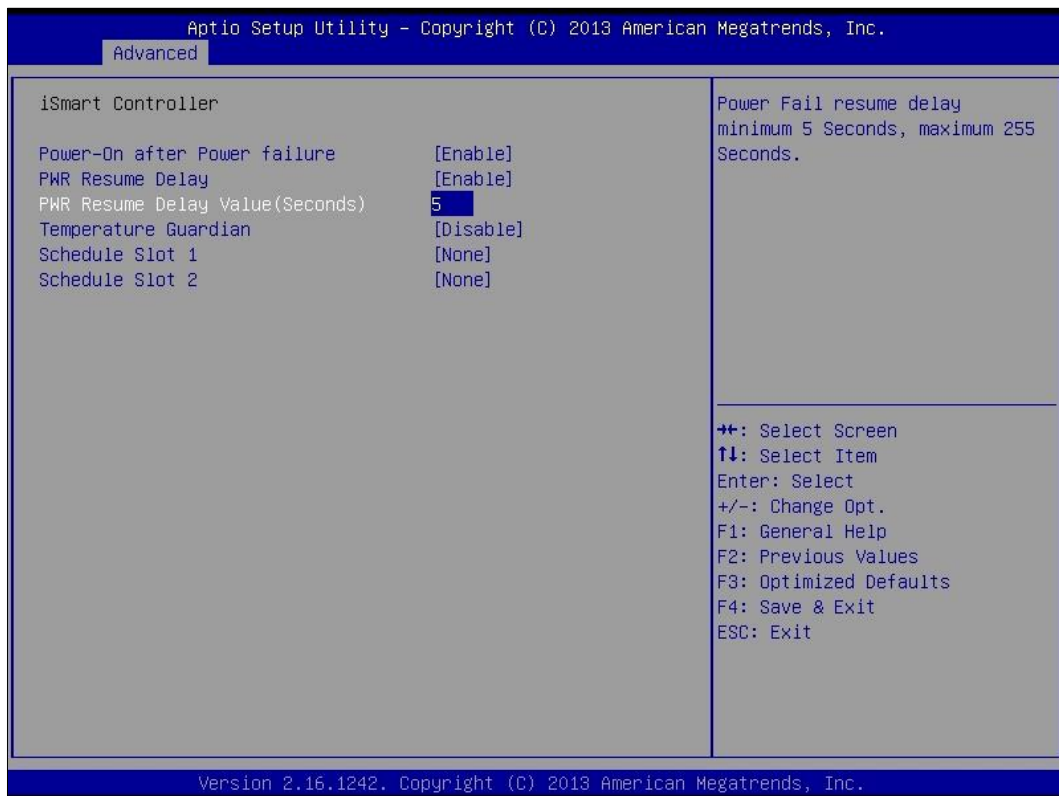 Aptio Setup Utility – Copyright (C) 2013 American Megatrends, Inc.
Advanced
iSmart Controller
Power-On after Power failure [Enable]
PWR Resume Delay [Enable]
PWR Resume Delay Value(Seconds) 5
Temperature Guardian [Disable]
Schedule Slot 1 [None]
Schedule Slot 2 [None]
Power Fail resume delay
minimum 5 Seconds, maximum 255
Seconds.
→←: Select Screen
↑↓: Select Item
Enter: Select
+/-: Change Opt.
F1: General Help
F2: Previous Values
F3: Optimized Defaults
F4: Save & Exit
ESC: Exit
Version 2.16.1242. Copyright (C) 2013 American Megatrends, Inc.